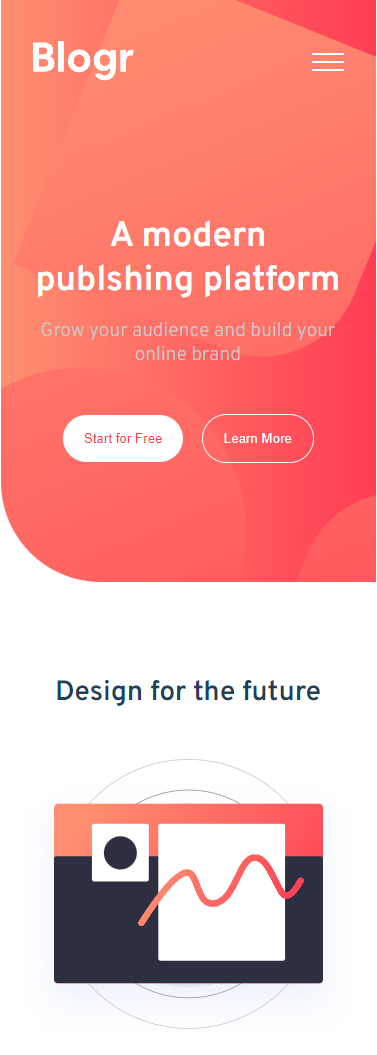 Blogr
A modern
publshing platform
Grow your audience and build your
online brand
Start for Free
Learn More
Design for the future